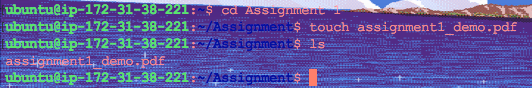 ubuntu@ip-172-31-38-221:~$ cd Assignment
ubuntu@ip-172-31-38-221:~/Assignment$ touch assignment1_demo.pdf
ubuntu@ip-172-31-38-221:~/Assignment$ ls
assignment1_demo.pdf
ubuntu@ip-172-31-38-221:~/Assignment$